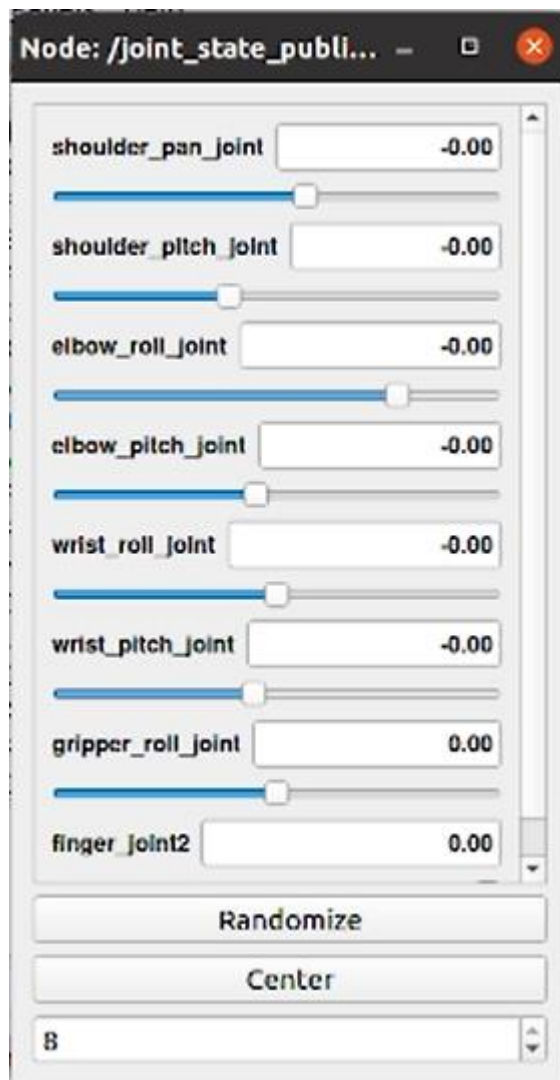 Node: /joint_state_publi...
shoulder_pan_joint -0.00
shoulder_pitch_joint -0.00
elbow_roll_joint -0.00
elbow_pitch_joint -0.00
wrist_roll_joint -0.00
wrist_pitch_joint -0.00
gripper_roll_joint 0.00
finger_joint2 0.00
Randomize
Center
8